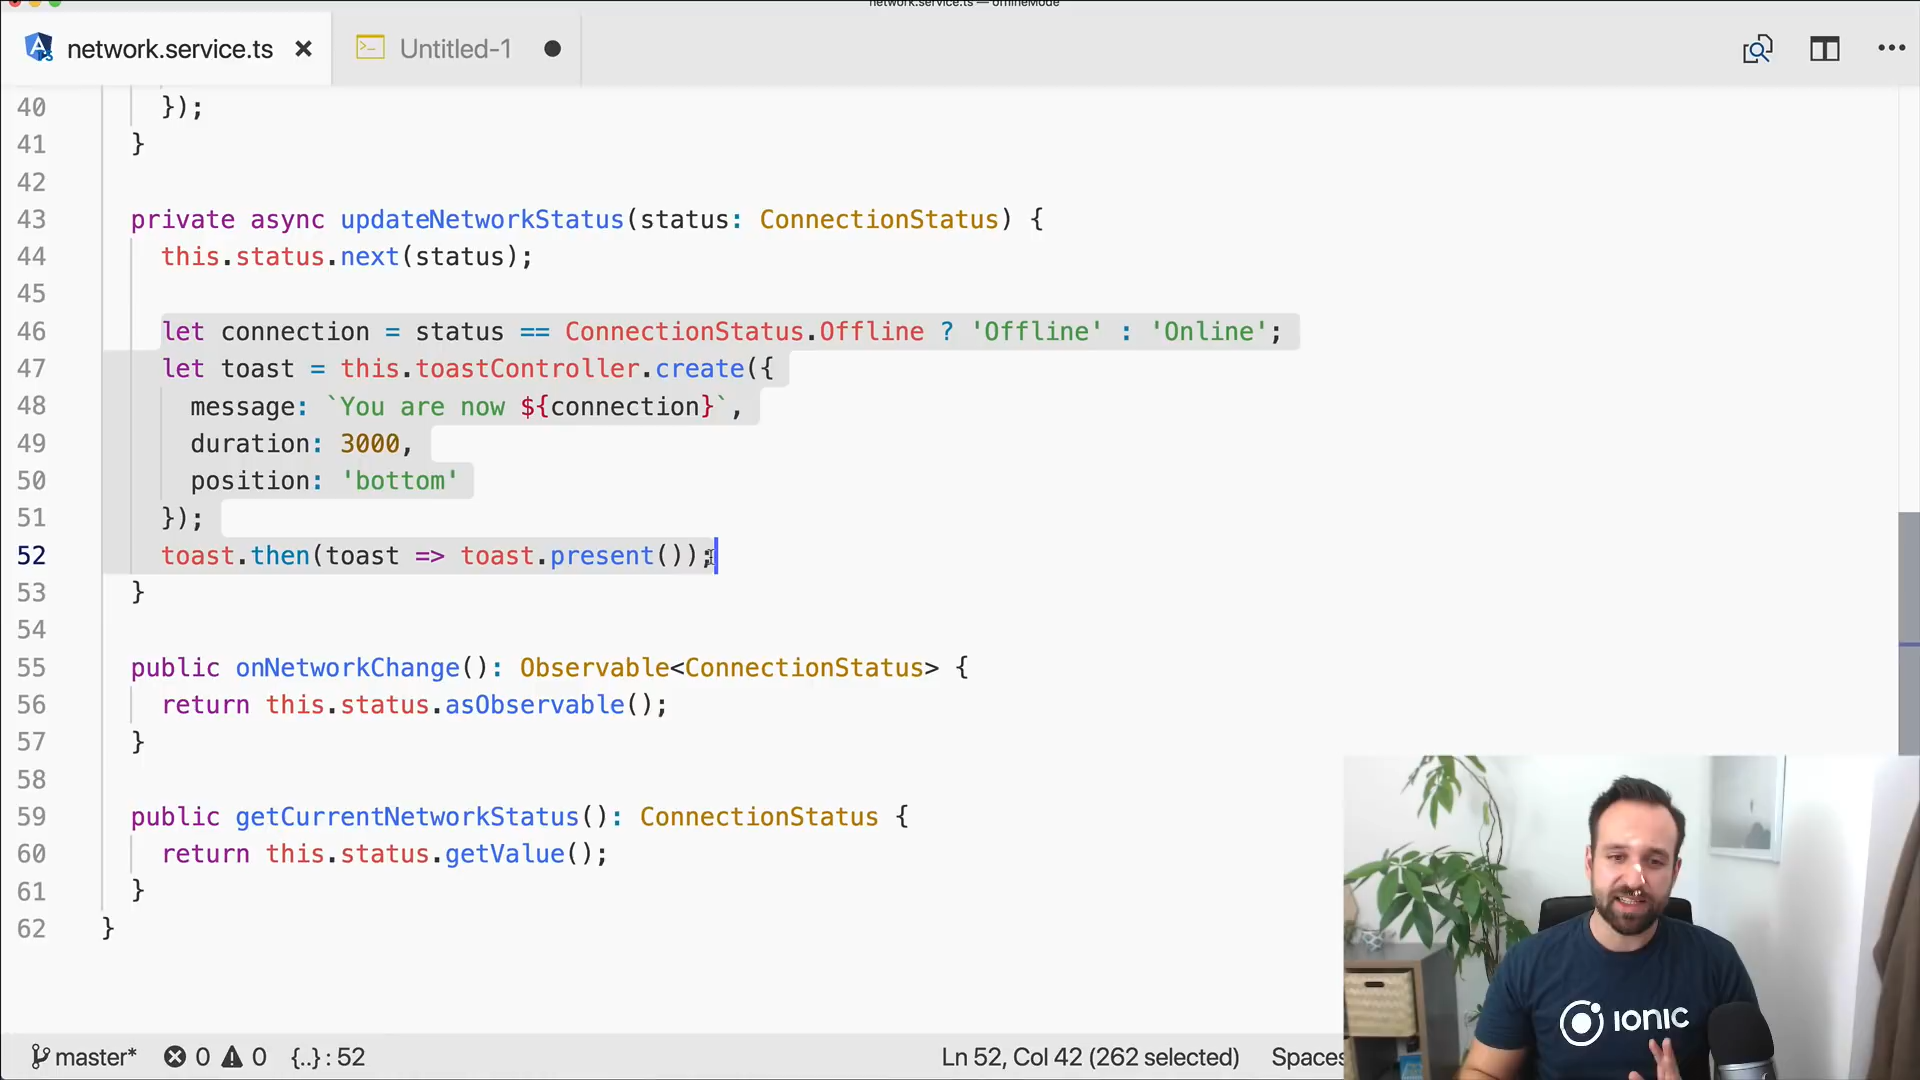 network.service.ts — offlineMode
network.service.ts
Untitled-1
40 });
41 }
42
43 private async updateNetworkStatus(status: ConnectionStatus) {
44 this.status.next(status);
45
46 let connection = status == ConnectionStatus.Offline ? 'Offline' : 'Online';
47 let toast = this.toastController.create({
48 message: `You are now ${connection}`,
49 duration: 3000,
50 position: 'bottom'
51 });
52 toast.then(toast => toast.present());
53 }
54
55 public onNetworkChange(): Observable<ConnectionStatus> {
56 return this.status.asObservable();
57 }
58
59 public getCurrentNetworkStatus(): ConnectionStatus {
60 return this.status.getValue();
61 }
62 }
ionic
master* 0 0 {..} : 52 Ln 52, Col 42 (262 selected) Spaces